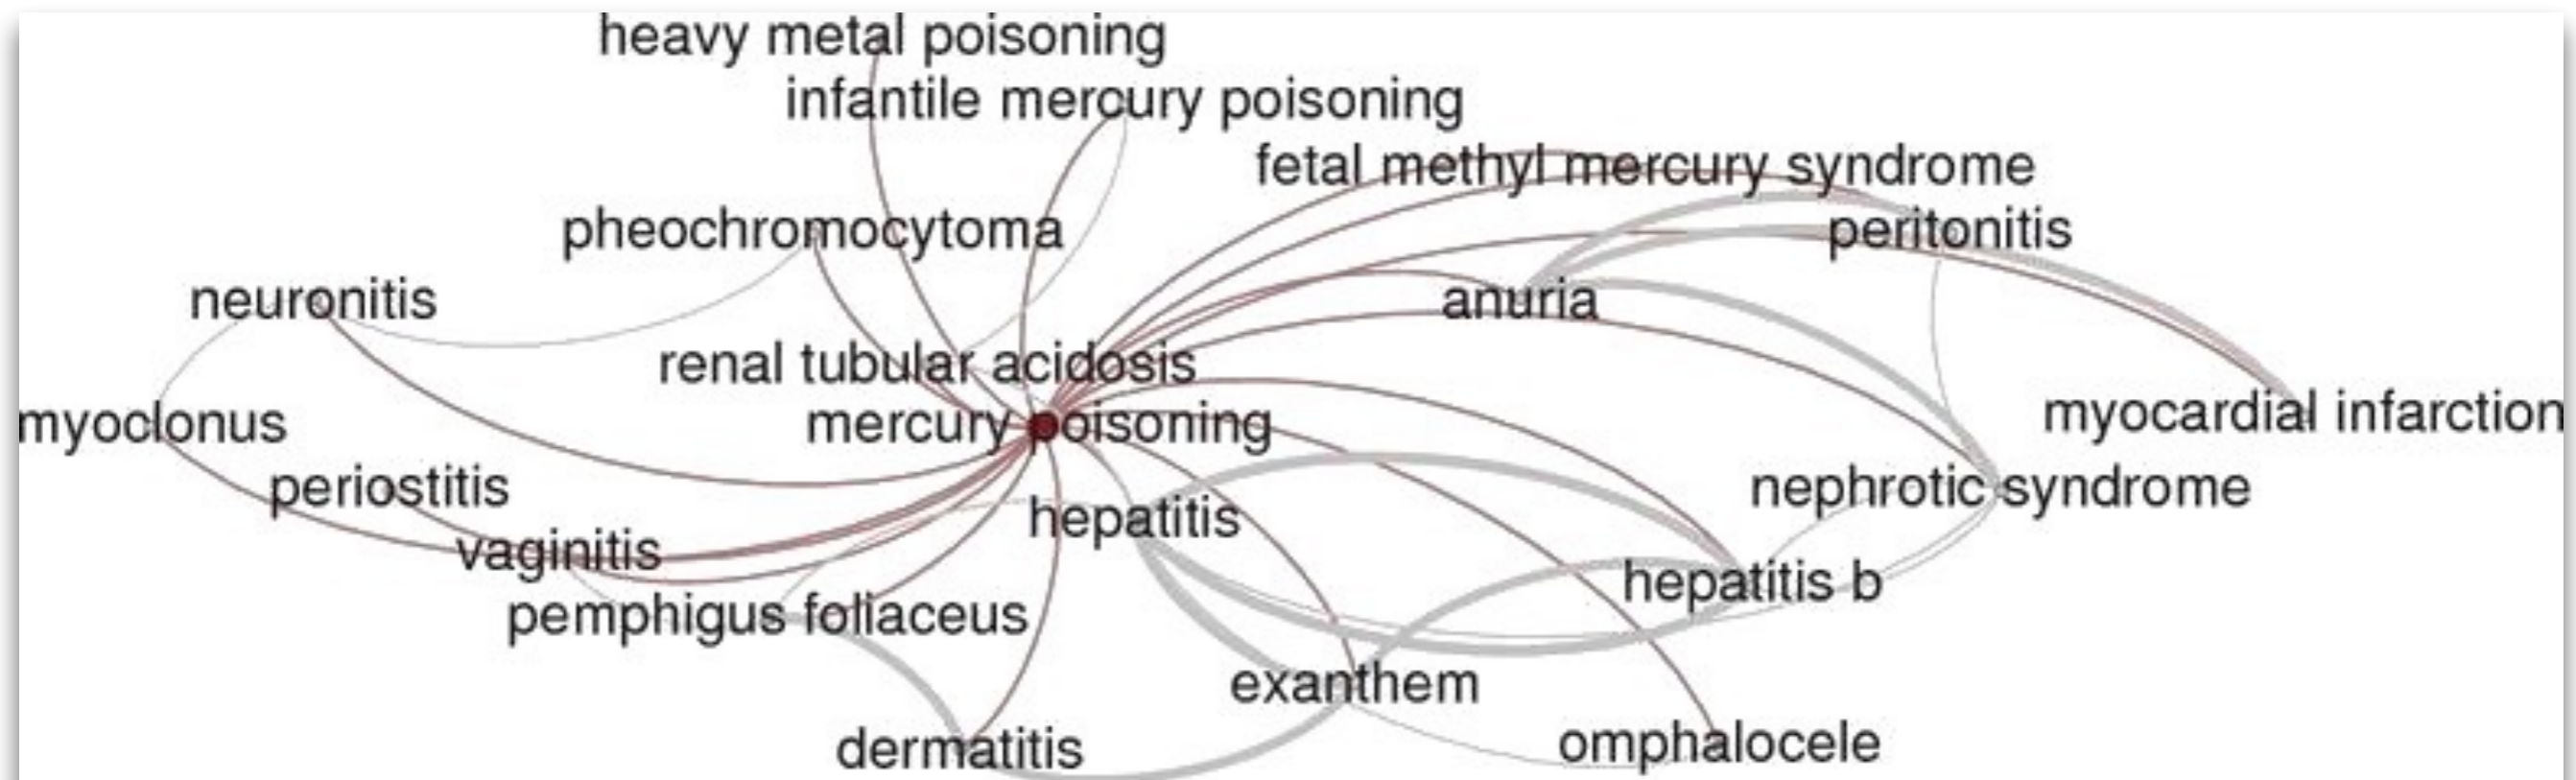 heavy metal poisoning
infantile mercury poisoning
fetal methyl mercury syndrome
pheochromocytoma
peritonitis
neuronitis
anuria
renal tubular acidosis
myoclonus
mercury poisoning
myocardial infarction
periostitis
nephrotic syndrome
hepatitis
vaginitis
hepatitis b
pemphigus foliaceus
exanthem
dermatitis
omphalocele